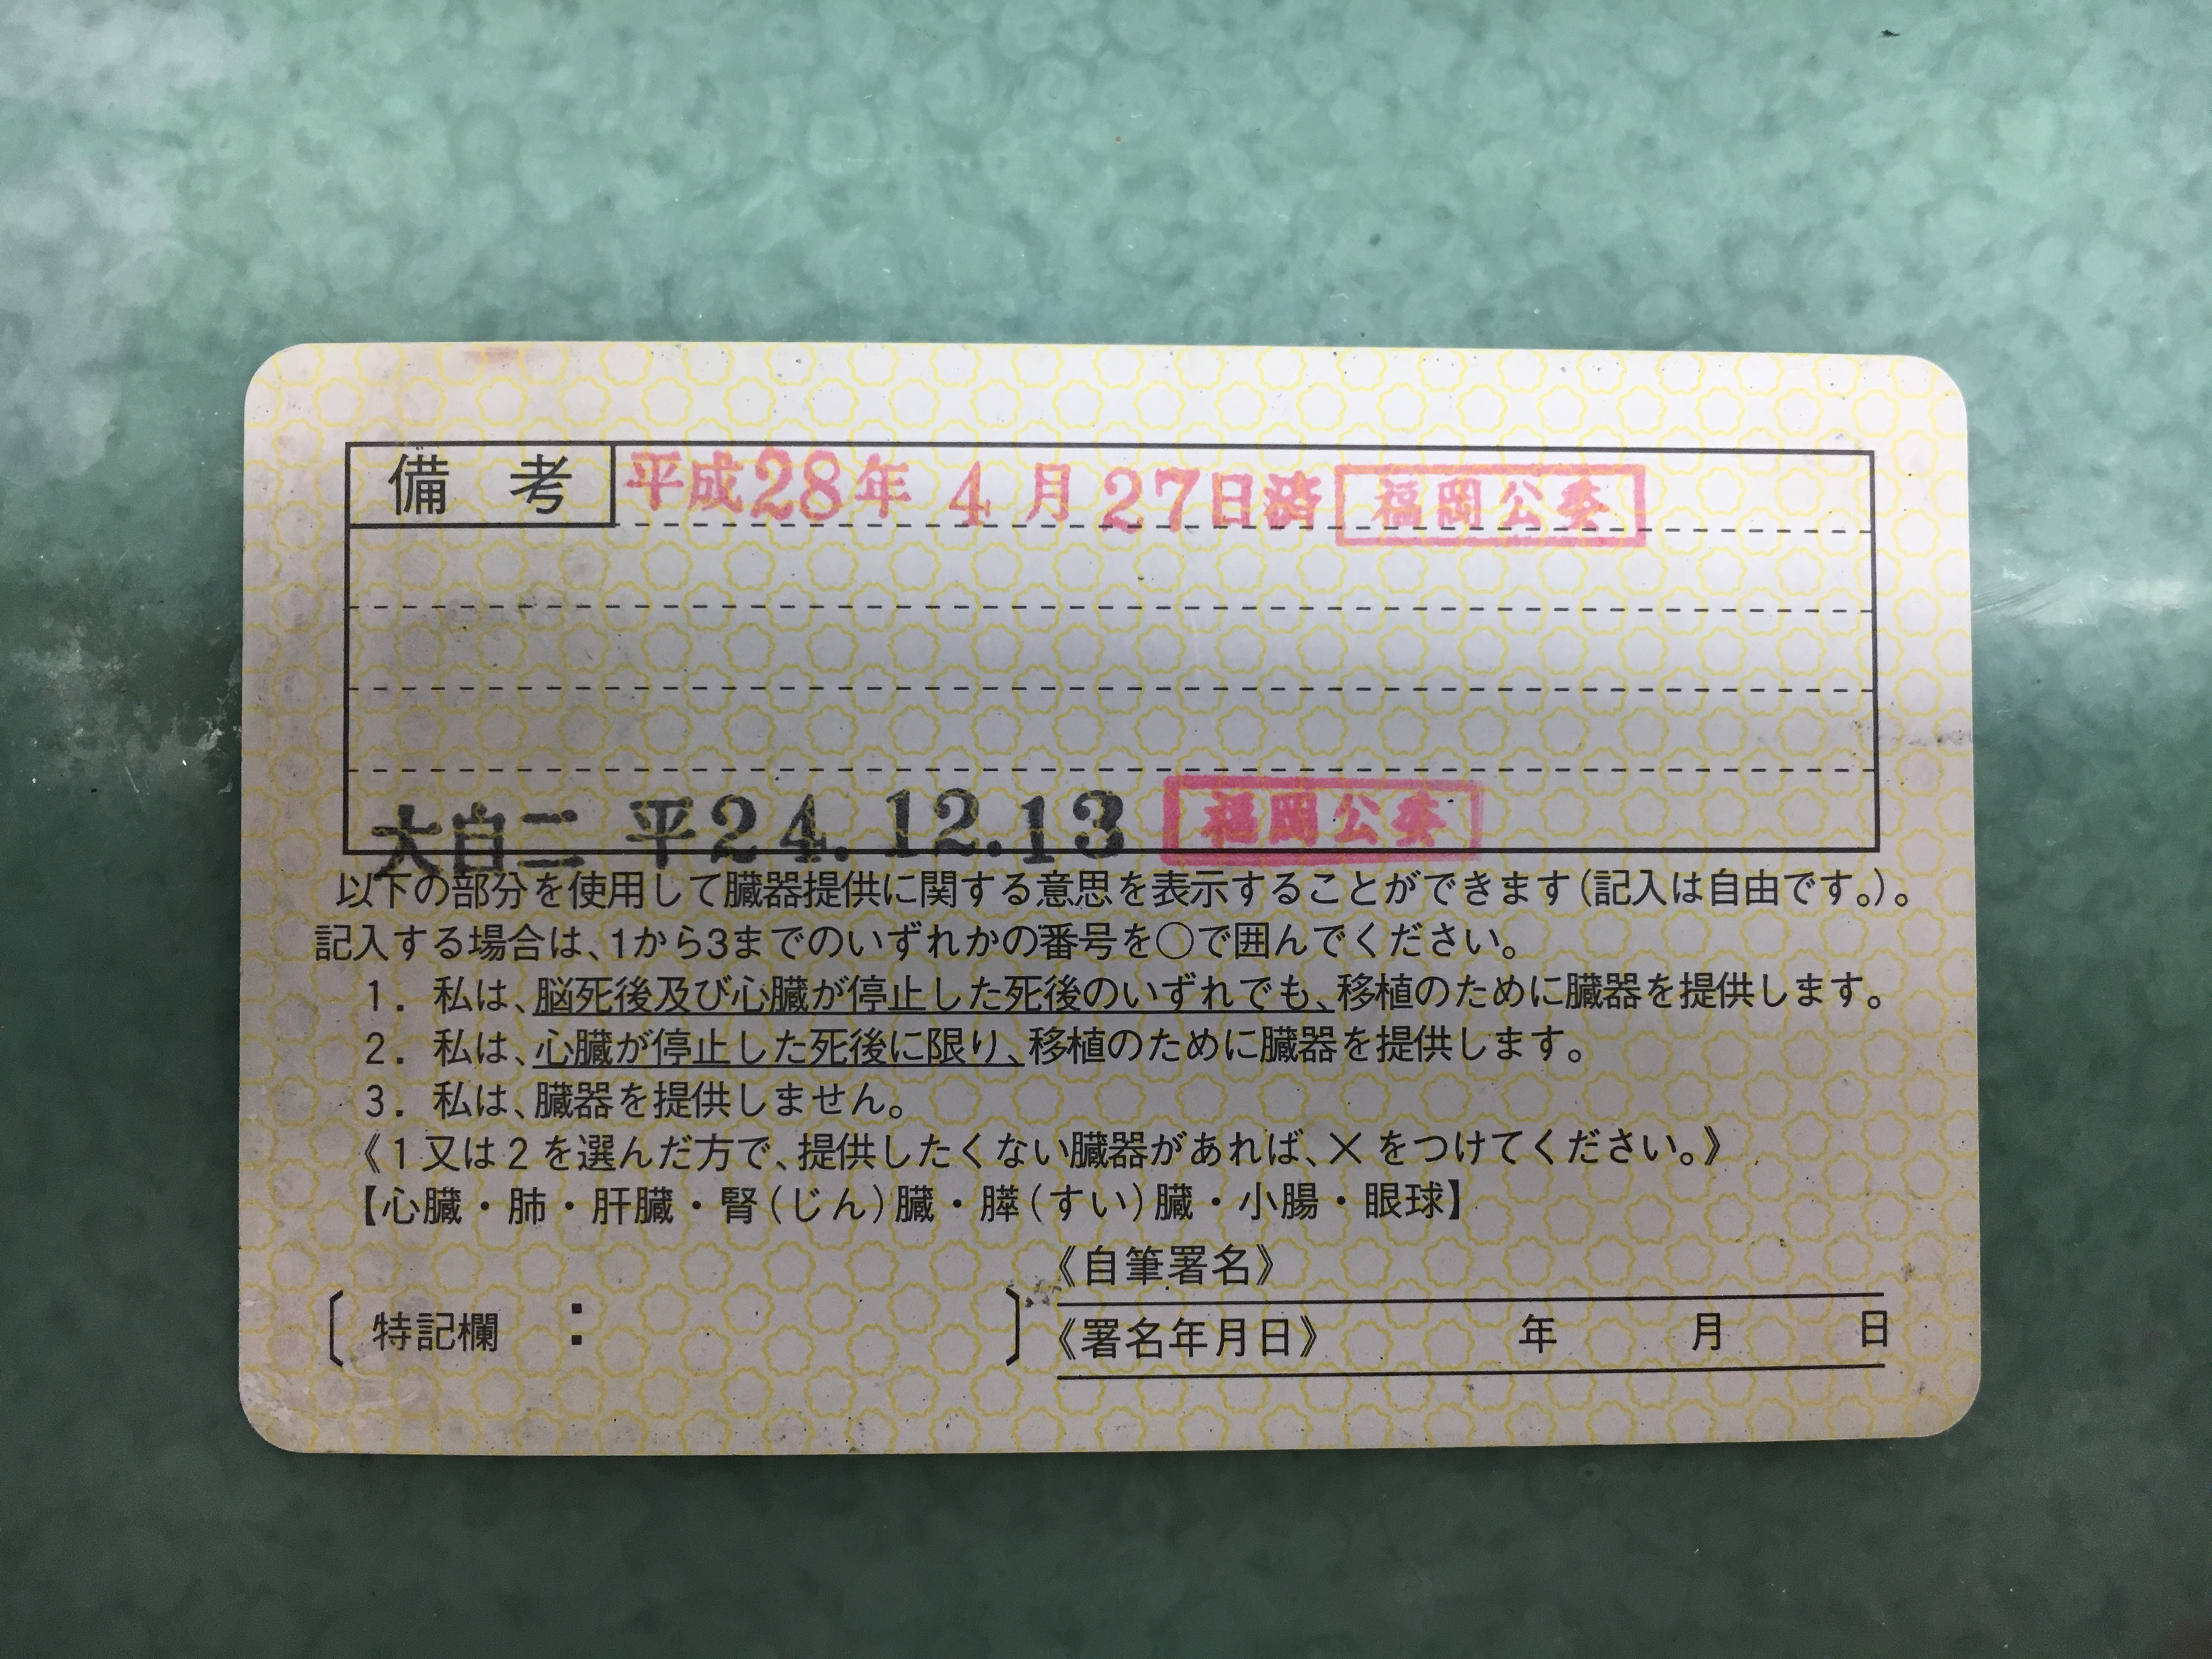 備考
平成28年4月27日済 福岡公委
大自二 平24.12.13 福岡公委
以下の部分を使用して臓器提供に関する意思を表示することができます(記入は自由です。)。
記入する場合は、1から3までのいずれかの番号を○で囲んでください。
1. 私は、脳死後及び心臓が停止した死後のいずれでも、移植のために臓器を提供します。
2. 私は、心臓が停止した死後に限り、移植のために臓器を提供します。
3. 私は、臓器を提供しません。
《1又は2を選んだ方で、提供したくない臓器があれば、×をつけてください。》
【心臓・肺・肝臓・腎(じん)臓・膵(すい)臓・小腸・眼球】
〔特記欄:〕
《自筆署名》
《署名年月日》 年 月 日